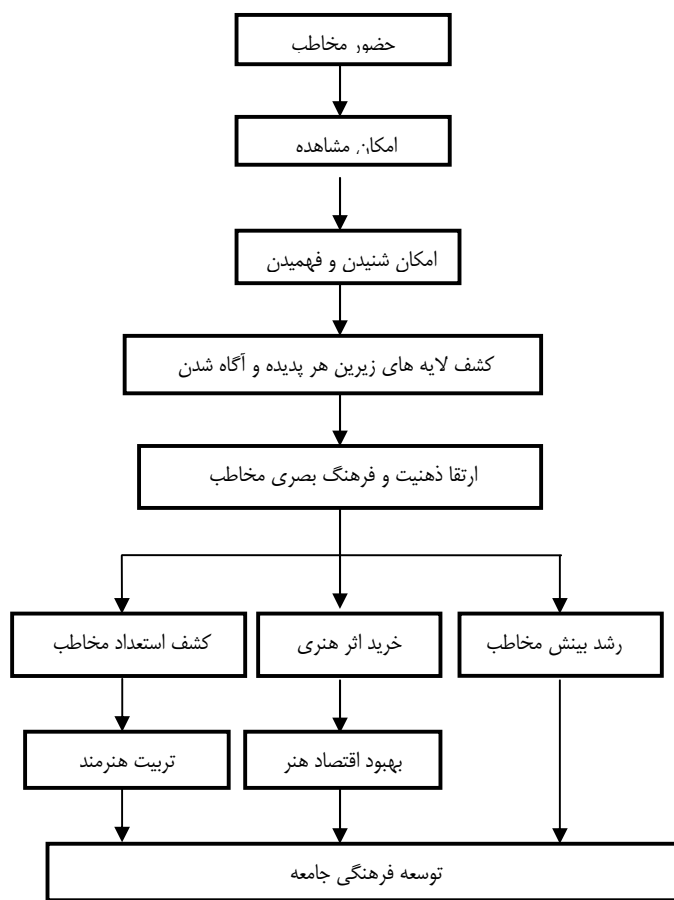 حضور مخاطب
امکان مشاهده
امکان شنیدن و فهمیدن
کشف لایه های زیرین هر پدیده و آگاه شدن
ارتقا ذهنیت و فرهنگ بصری مخاطب
رشد بینش مخاطب
خرید اثر هنری
کشف استعداد مخاطب
بهبود اقتصاد هنر
تربیت هنرمند
توسعه فرهنگی جامعه